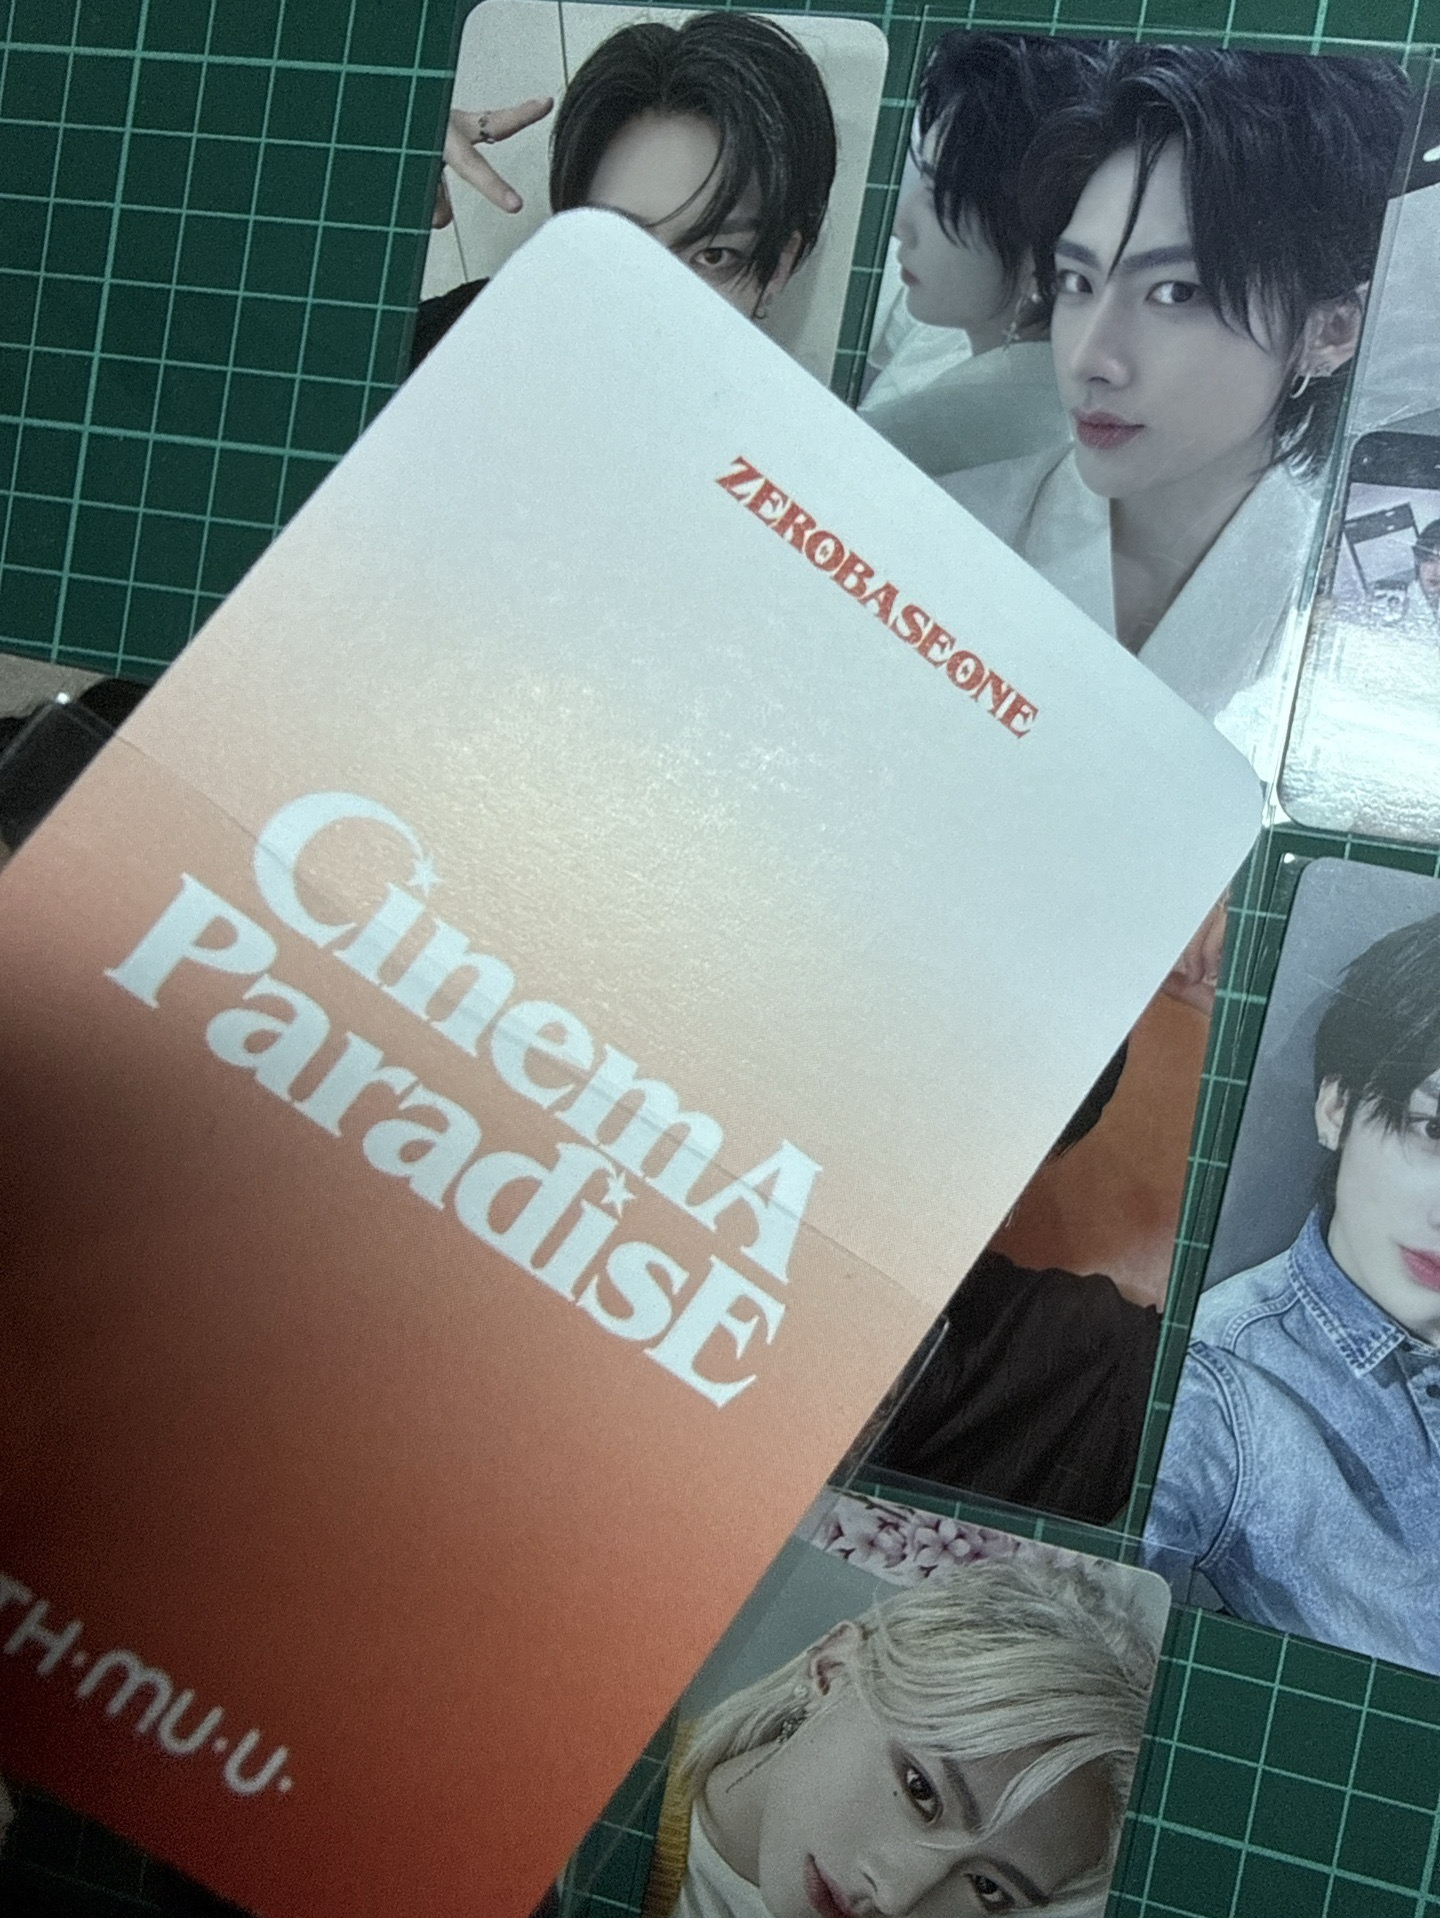 ZEROBASEONE
CinemA
ParadisE
TH·MU·U·